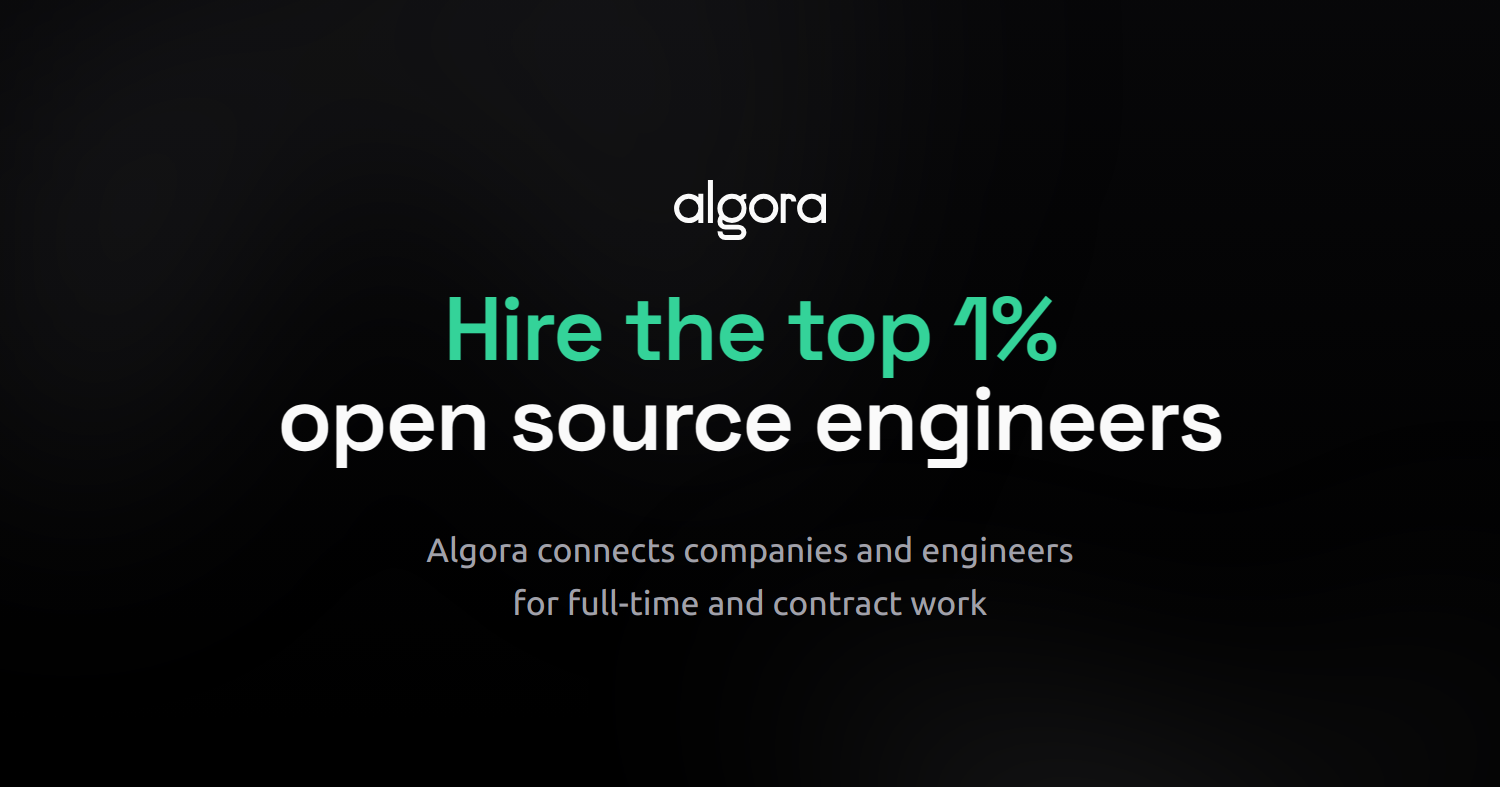 algora
Hire the top 1%
open source engineers
Algora connects companies and engineers
for full-time and contract work